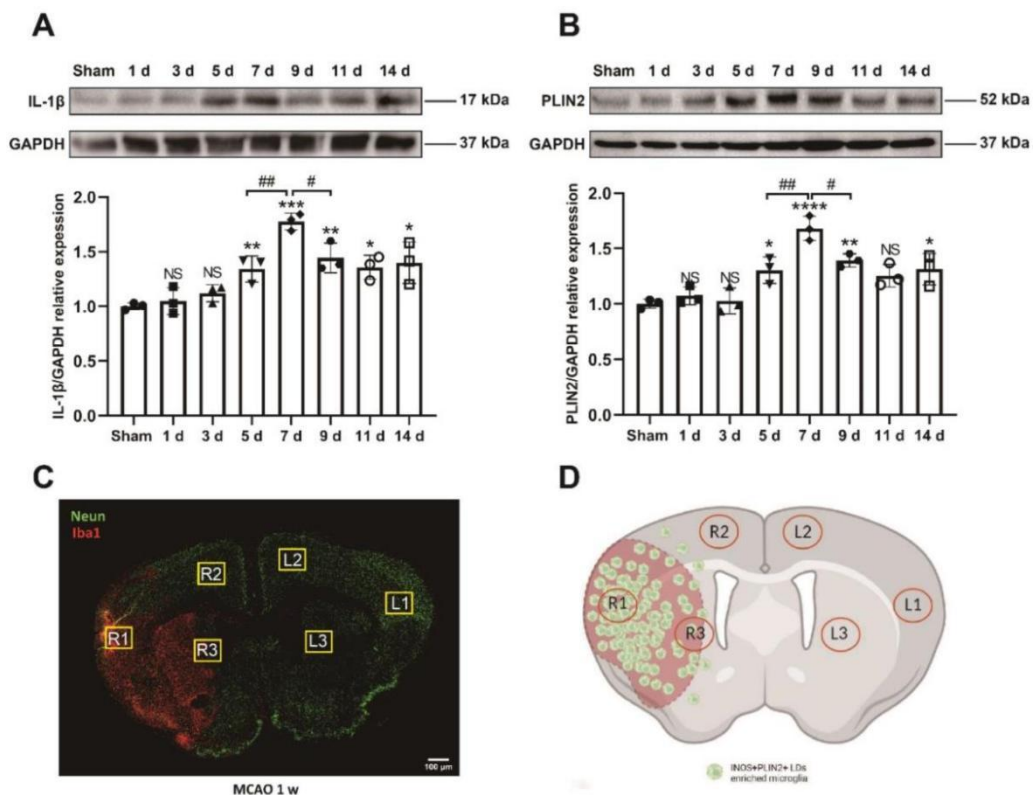 A
Sham 1 d 3 d 5 d 7 d 9 d 11 d 14 d
IL-1β 17 kDa
GAPDH 37 kDa
IL-1β/GAPDH relative expession
2.0
1.5
1.0
0.5
0.0
NS NS ** *** ** * *
## #
Sham 1 d 3 d 5 d 7 d 9 d 11 d 14 d
B
Sham 1 d 3 d 5 d 7 d 9 d 11 d 14 d
PLIN2 52 kDa
GAPDH 37 kDa
PLIN2/GAPDH relative expression
2.0
1.5
1.0
0.5
0.0
NS NS * **** ** NS *
## #
Sham 1 d 3 d 5 d 7 d 9 d 11 d 14 d
C
Neun
Iba1
R2 L2
R1 L1
R3 L3
100 μm
MCAO 1 w
D
R2 L2
R1 L1
R3 L3
INOS+PLIN2+ LDs
enriched microglia